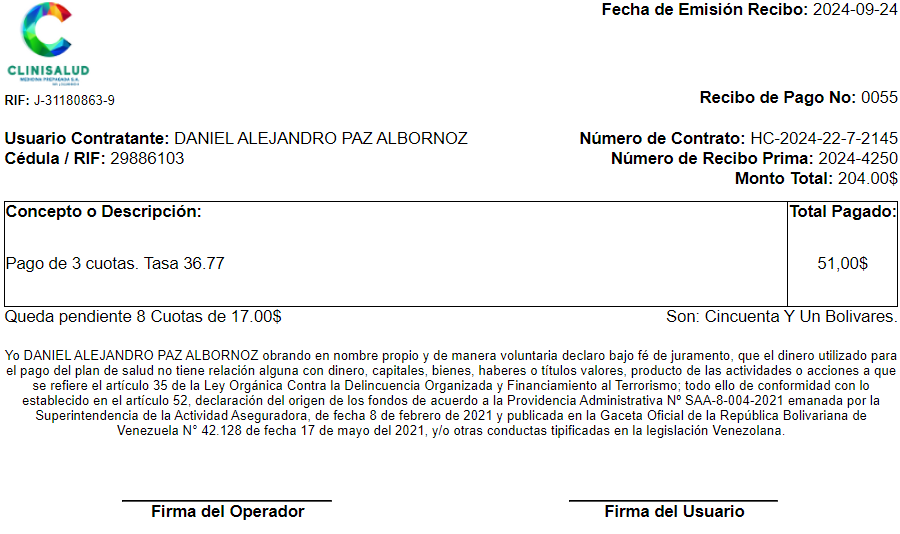 Fecha de Emisión Recibo: 2024-09-24
CLINISALUD
MEDICINA PREPAGADA S.A.
RIF: J-31180863-9
Recibo de Pago No: 0055
Usuario Contratante: DANIEL ALEJANDRO PAZ ALBORNOZ
Cédula / RIF: 29886103
Número de Contrato: HC-2024-22-7-2145
Número de Recibo Prima: 2024-4250
Monto Total: 204.00$
Concepto o Descripción:
Total Pagado:
Pago de 3 cuotas. Tasa 36.77
51,00$
Queda pendiente 8 Cuotas de 17.00$
Son: Cincuenta Y Un Bolivares.
Yo DANIEL ALEJANDRO PAZ ALBORNOZ obrando en nombre propio y de manera voluntaria declaro bajo fé de juramento, que el dinero utilizado para
el pago del plan de salud no tiene relación alguna con dinero, capitales, bienes, haberes o títulos valores, producto de las actividades o acciones a que
se refiere el artículo 35 de la Ley Orgánica Contra la Delincuencia Organizada y Financiamiento al Terrorismo; todo ello de conformidad con lo
establecido en el artículo 52, declaración del origen de los fondos de acuerdo a la Providencia Administrativa Nº SAA-8-004-2021 emanada por la
Superintendencia de la Actividad Aseguradora, de fecha 8 de febrero de 2021 y publicada en la Gaceta Oficial de la República Bolivariana de
Venezuela N° 42.128 de fecha 17 de mayo del 2021, y/o otras conductas tipificadas en la legislación Venezolana.
Firma del Operador
Firma del Usuario